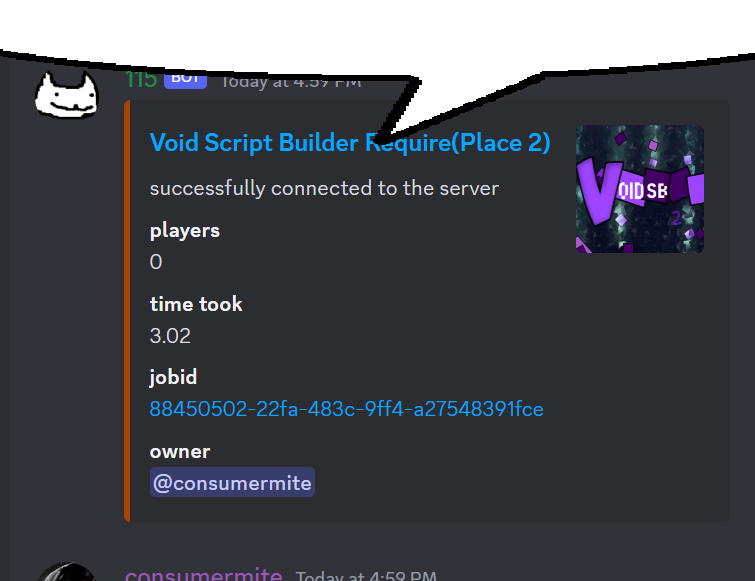 115 BOT Today at 4:59 PM
Void Script Builder Require(Place 2)
successfully connected to the server
VOID SB
2
players
0
time took
3.02
jobid
88450502-22fa-483c-9ff4-a27548391fce
owner
@consumermite
consumermite Today at 4:59 PM